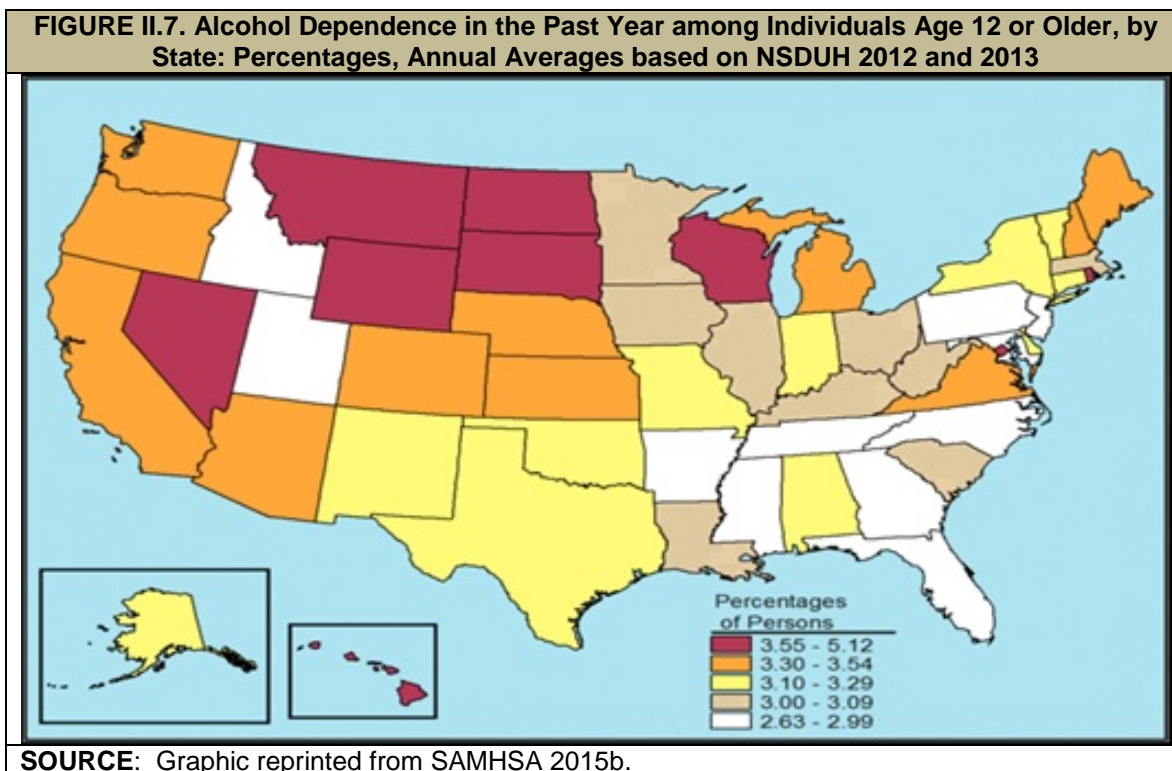 FIGURE II.7. Alcohol Dependence in the Past Year among Individuals Age 12 or Older, by
State: Percentages, Annual Averages based on NSDUH 2012 and 2013
Percentages
of Persons
3.55 - 5.12
3.30 - 3.54
3.10 - 3.29
3.00 - 3.09
2.63 - 2.99
SOURCE: Graphic reprinted from SAMHSA 2015b.